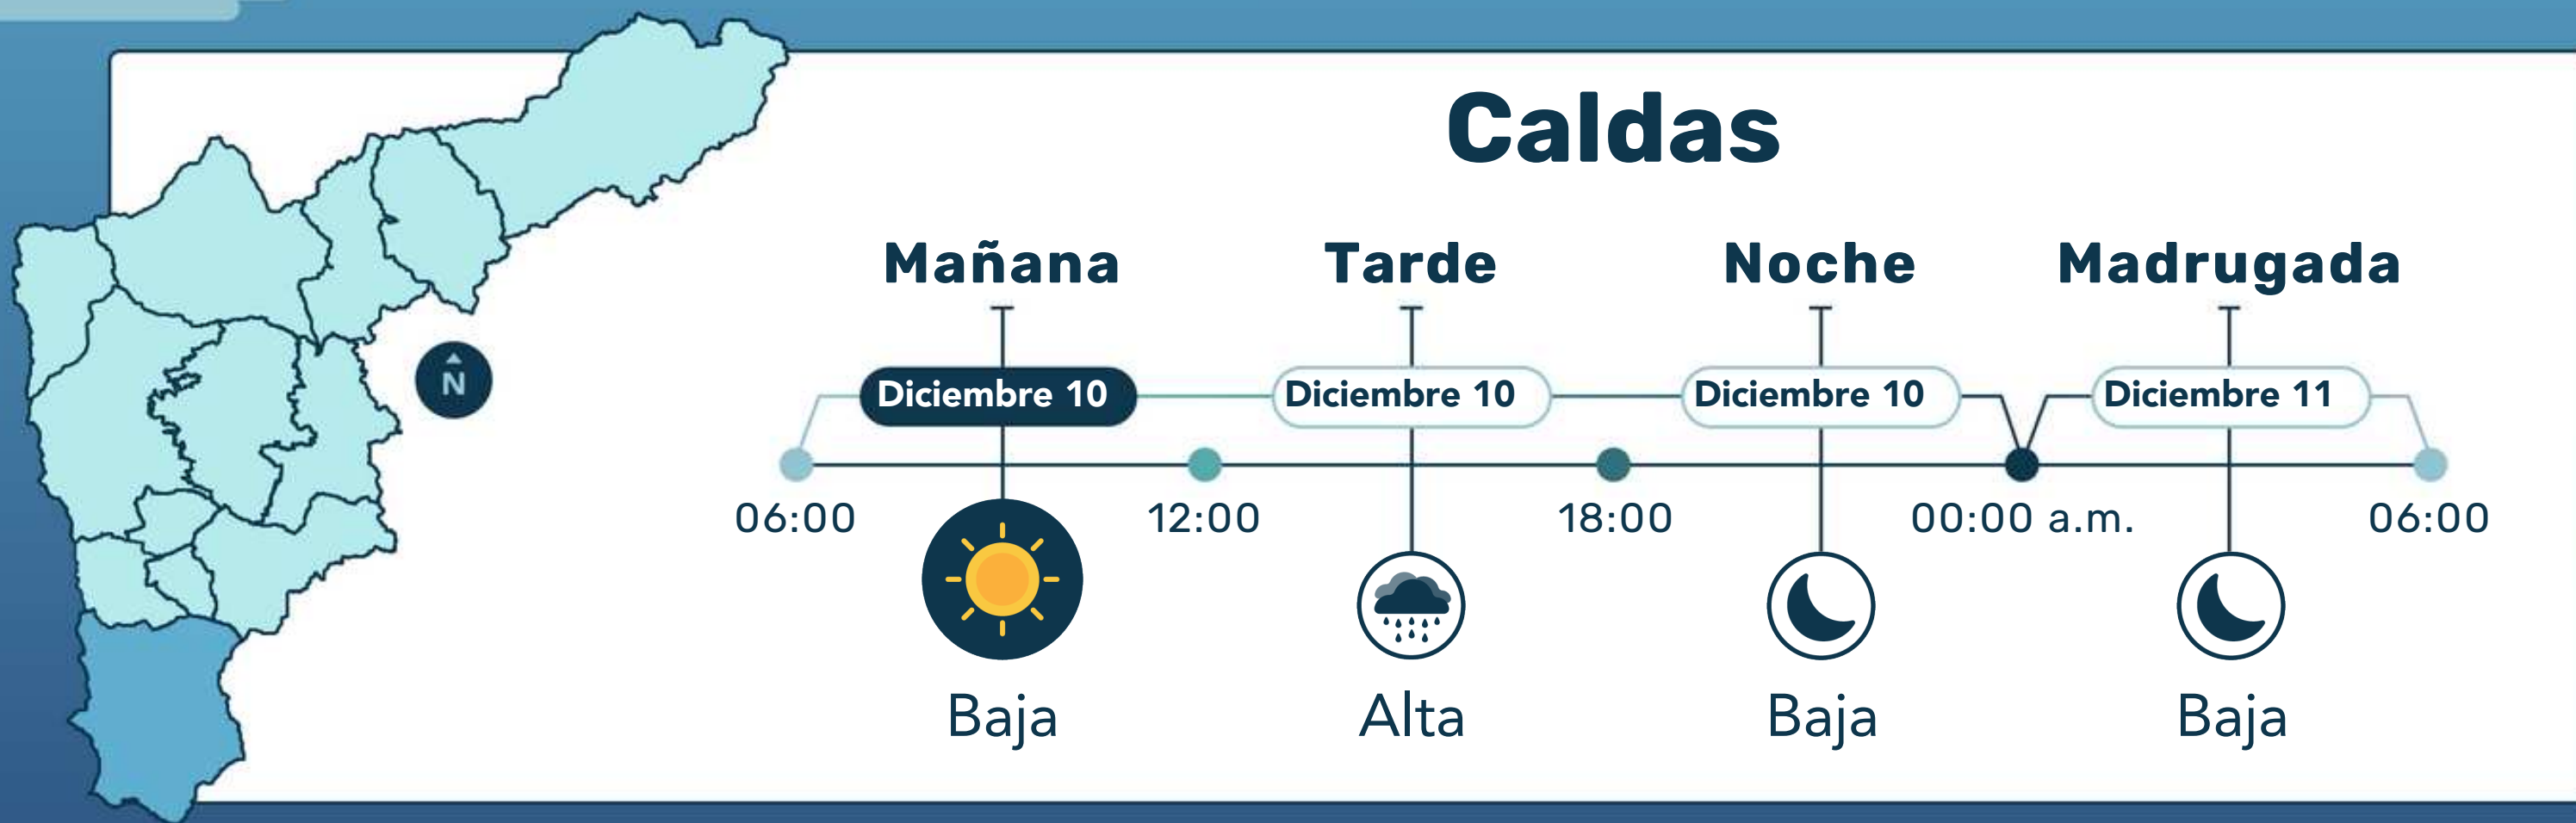 Caldas
Mañana Tarde Noche Madrugada
N
Diciembre 10 Diciembre 10 Diciembre 10 Diciembre 11
06:00 12:00 18:00 00:00 a.m. 06:00
Baja Alta Baja Baja